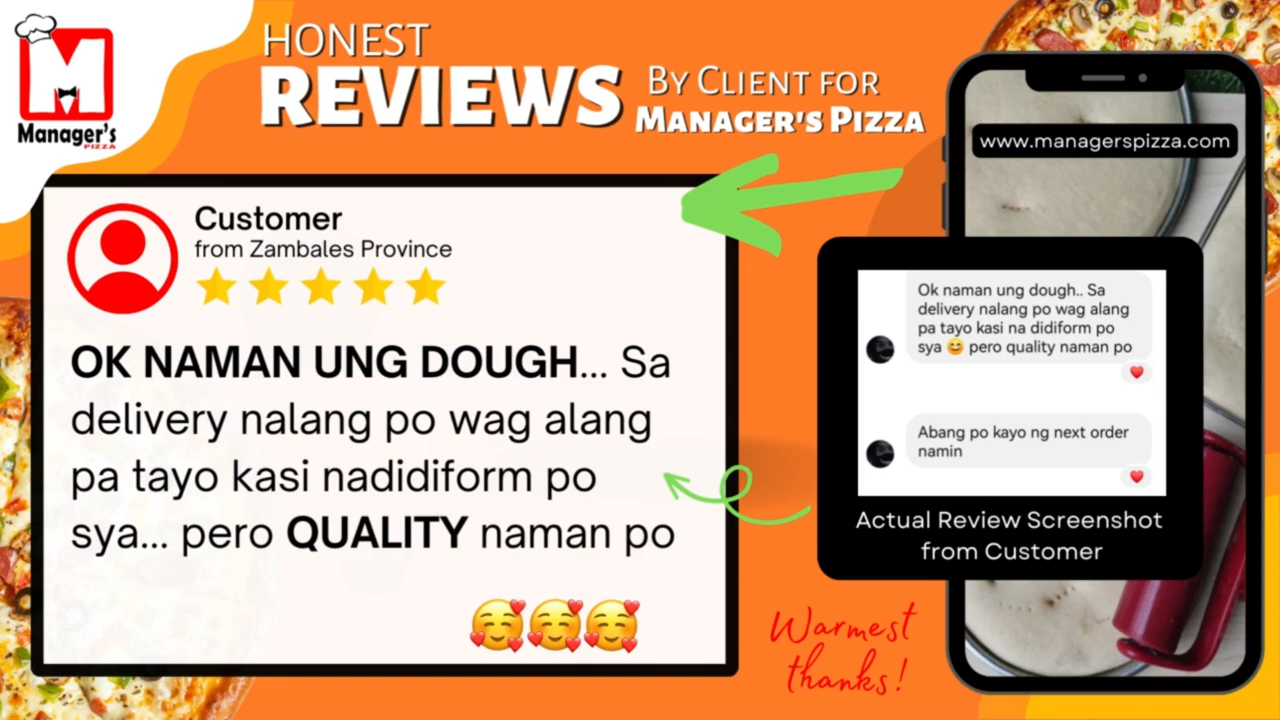 M
Manager's
PIZZA
HONEST
REVIEWS
BY CLIENT FOR
MANAGER'S PIZZA
www.managerspizza.com
Customer
from Zambales Province
OK NAMAN UNG DOUGH... Sa
delivery nalang po wag alang
pa tayo kasi nadidiform po
sya... pero QUALITY naman po
Ok naman ung dough.. Sa
delivery nalang po wag alang
pa tayo kasi na didiform po
sya 😊 pero quality naman po
Abang po kayo ng next order
namin
Actual Review Screenshot
from Customer
Warmest
thanks!